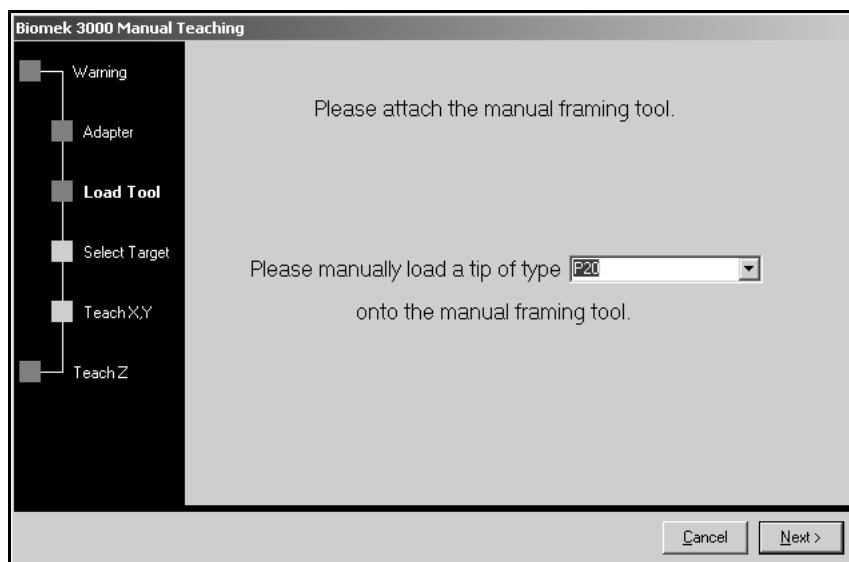 Biomek 3000 Manual Teaching
Warning
Adapter
Load Tool
Select Target
Teach X,Y
Teach Z
Please attach the manual framing tool.
Please manually load a tip of type P20
onto the manual framing tool.
Cancel
Next >